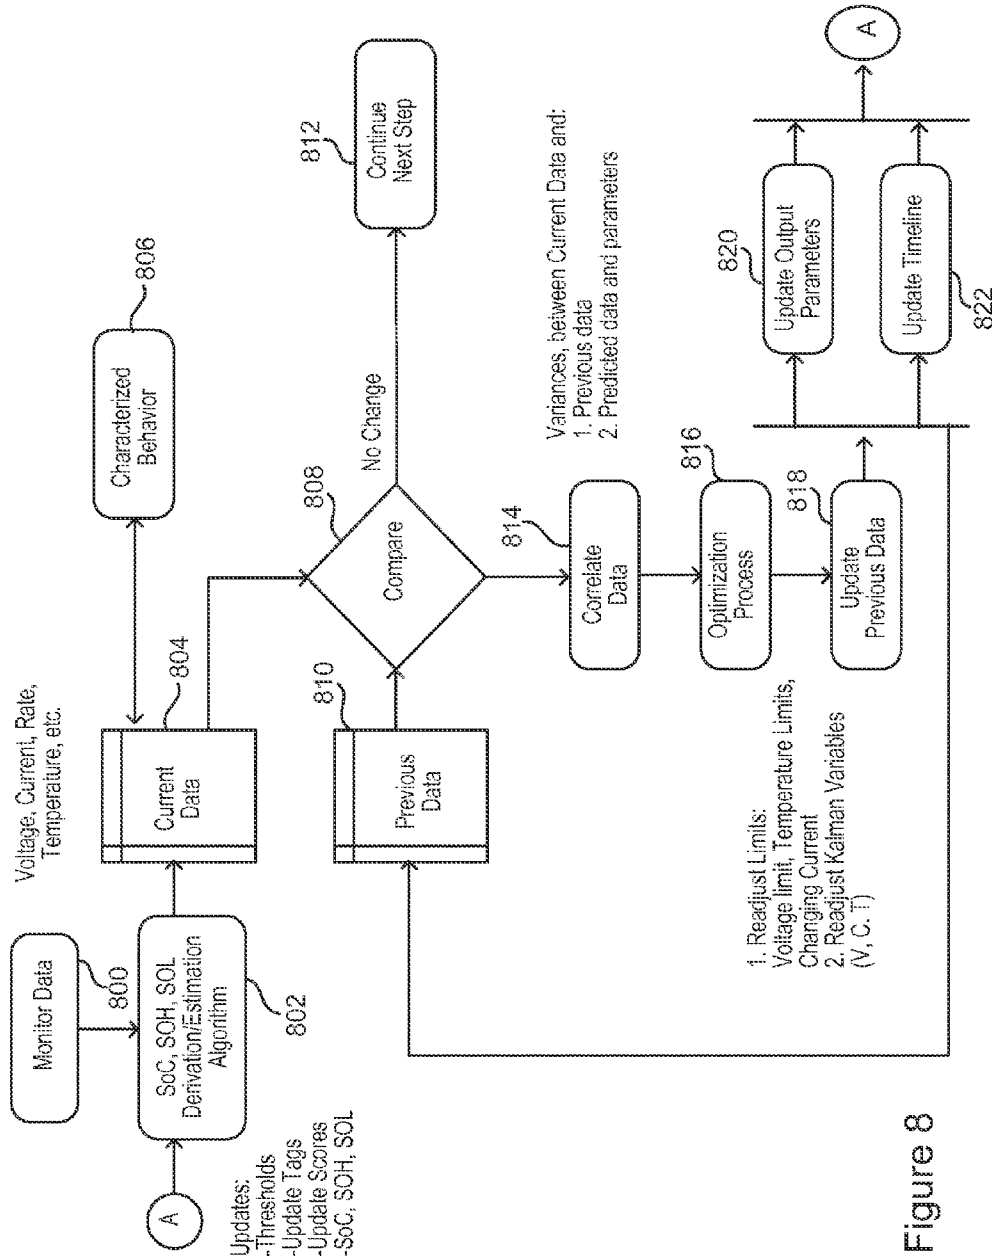 Monitor Data
800
A
SoC, SOH, SOL
Derivation/Estimation
Algorithm
802
Updates:
-Thresholds
-Update Tags
-Update Scores
-SoC, SOH, SOL
Voltage, Current, Rate,
Temperature, etc.
Current
Data
804
Characterized
Behavior
806
Compare
808
Previous
Data
810
No Change
Continue
Next Step
812
Variances, between Current Data and:
1. Previous data
2. Predicted data and parameters
Correlate
Data
814
Optimization
Process
816
Update
Previous Data
818
1. Readjust Limits:
Voltage limit, Temperature Limits,
Changing Current
2. Readjust Kalman Variables
(V, C. T)
Update Output
Parameters
820
Update Timeline
822
A
Figure 8